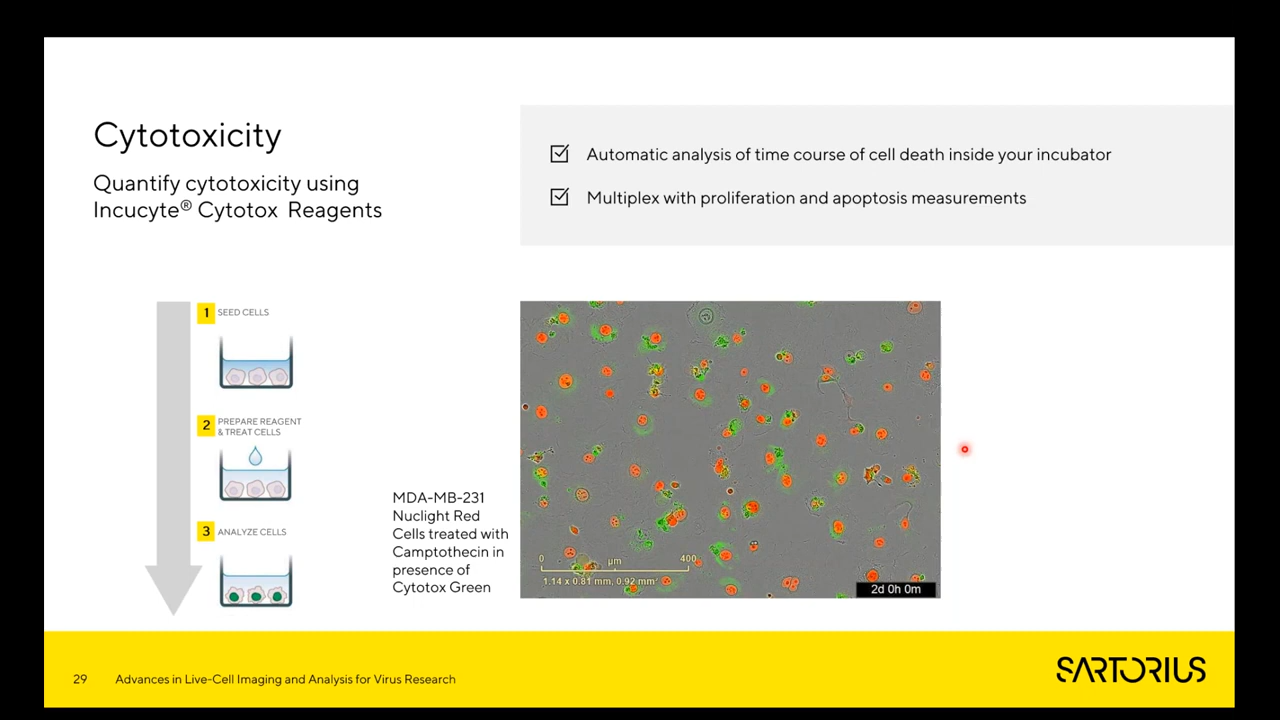 Cytotoxicity
Quantify cytotoxicity using
Incucyte® Cytotox Reagents
Automatic analysis of time course of cell death inside your incubator
Multiplex with proliferation and apoptosis measurements
1 SEED CELLS
2 PREPARE REAGENT
& TREAT CELLS
3 ANALYZE CELLS
MDA-MB-231
Nuclight Red
Cells treated with
Camptothecin in
presence of
Cytotox Green
0 µm 400
1.14 x 0.81 mm, 0.92 mm²
2d 0h 0m
29 Advances in Live-Cell Imaging and Analysis for Virus Research
SARTORIUS